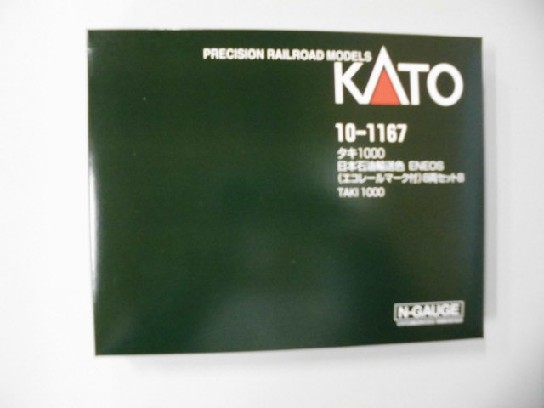 PRECISION RAILROAD MODELS
KATO
10-1167
タキ1000
日本石油輸送色 ENEOS
(エコレールマーク付)8両セットB
TAKI 1000
N-GAUGE